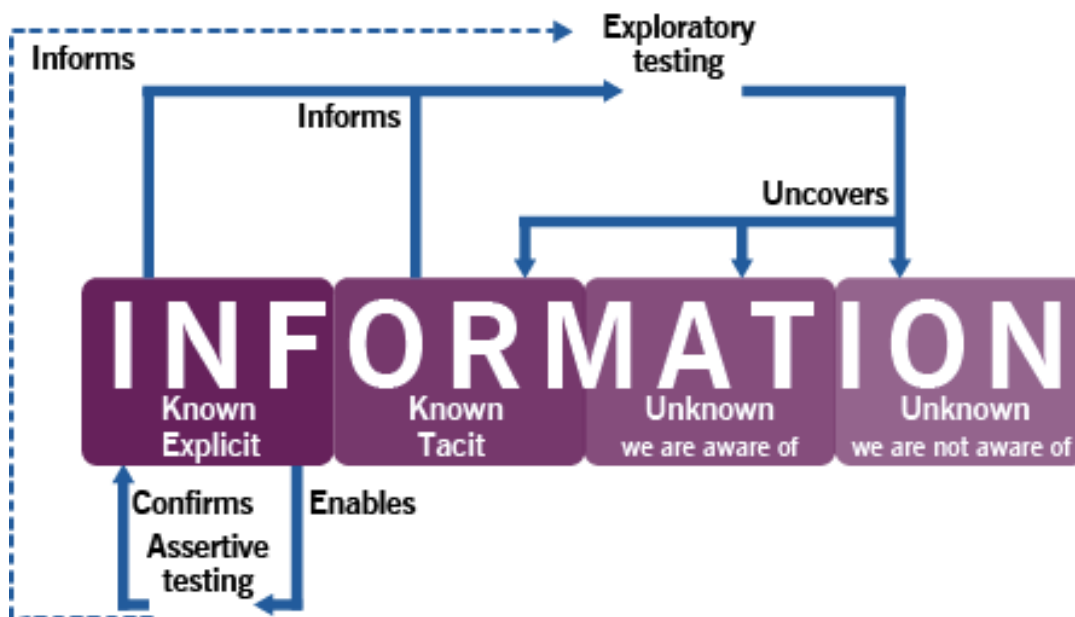 Exploratory
testing
Informs
Informs
Uncovers
INFORMATION
Known
Explicit
Known
Tacit
Unknown
we are aware of
Unknown
we are not aware of
Confirms
Enables
Assertive
testing